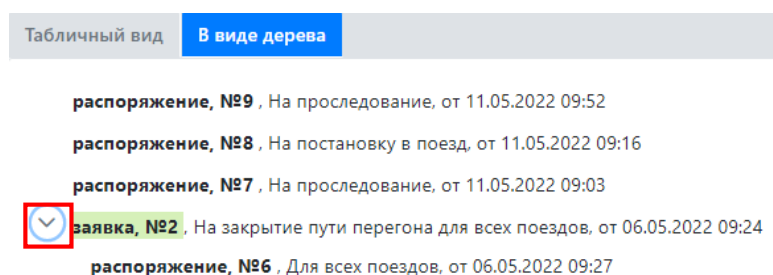 Табличный вид В виде дерева
распоряжение, №9 , На проследование, от 11.05.2022 09:52
распоряжение, №8 , На постановку в поезд, от 11.05.2022 09:16
распоряжение, №7 , На проследование, от 11.05.2022 09:03
заявка, №2 , На закрытие пути перегона для всех поездов, от 06.05.2022 09:24
распоряжение, №6 , Для всех поездов, от 06.05.2022 09:27